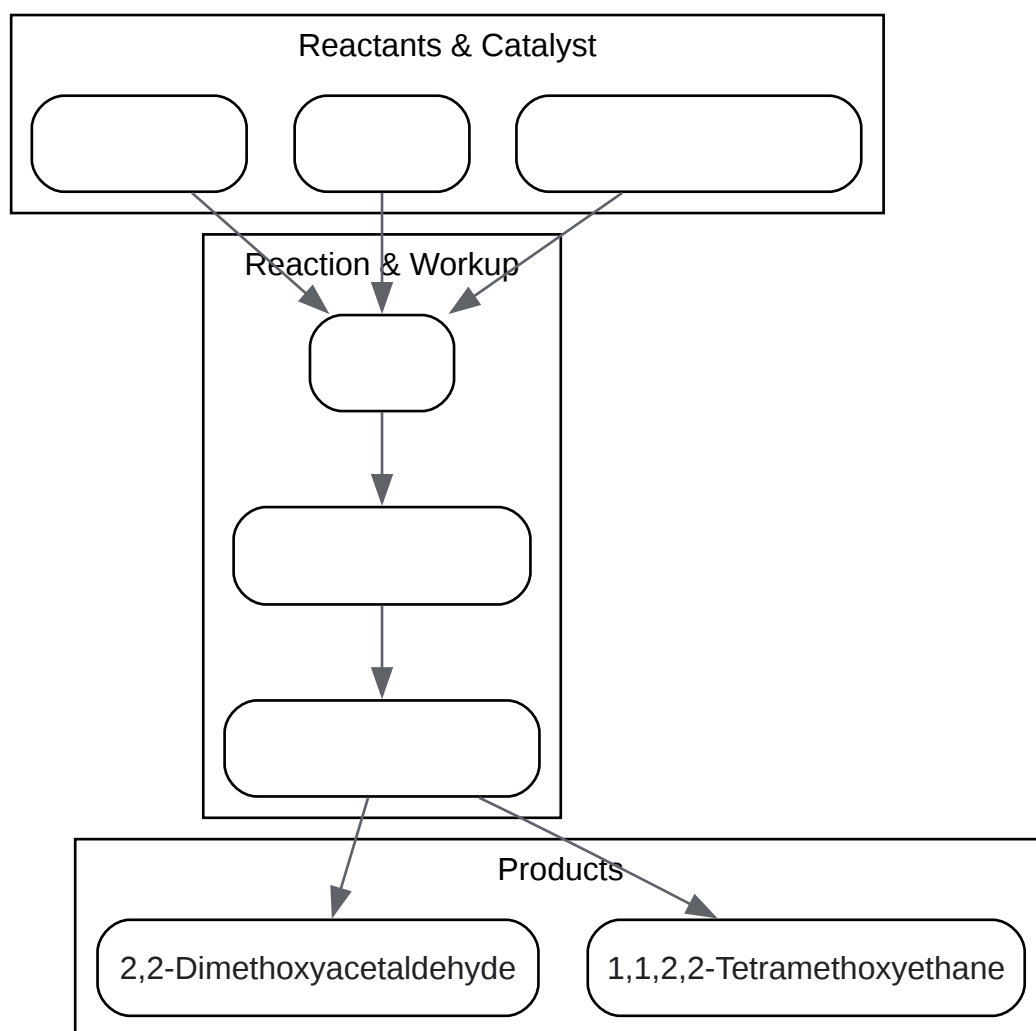 Reactants & Catalyst
Reaction & Workup
Products
2,2-Dimethoxyacetaldehyde
1,1,2,2-Tetramethoxyethane